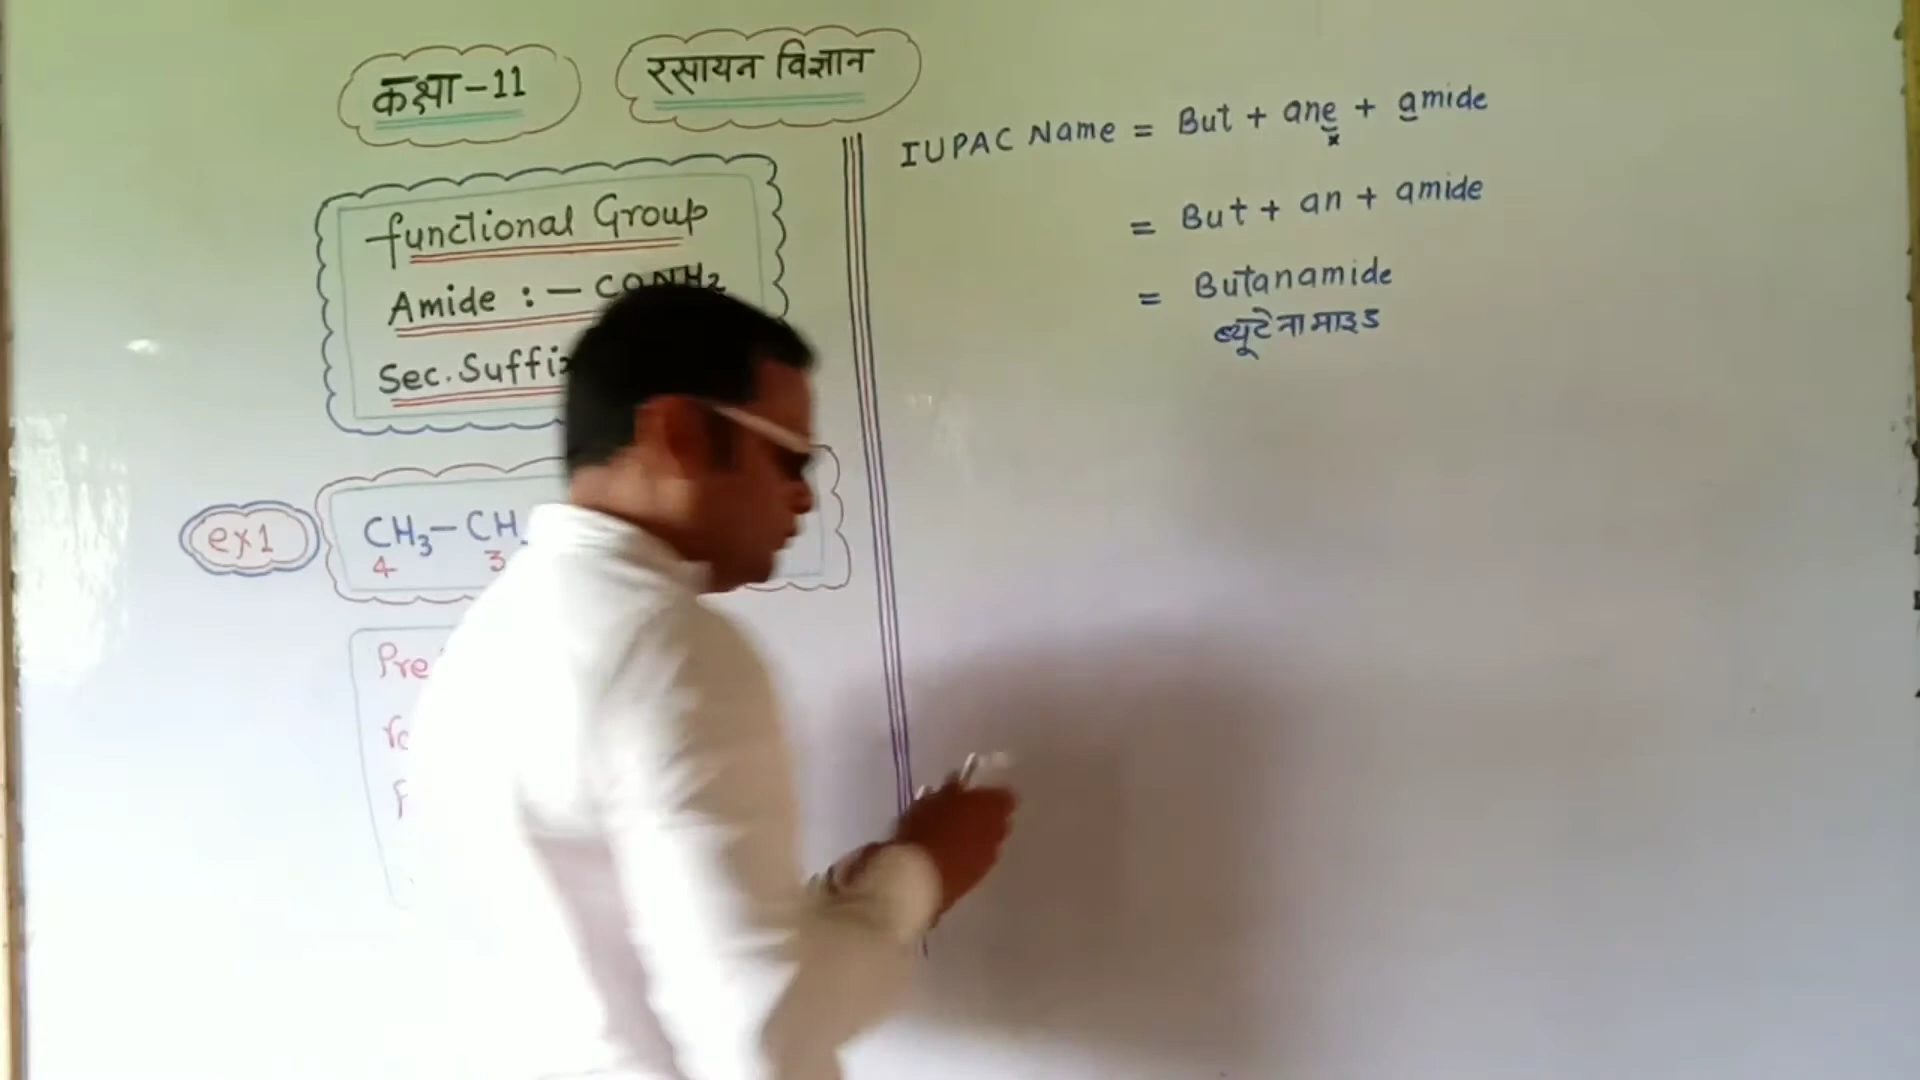 कक्षा-11
रसायन विज्ञान
functional Group
Amide :- CONH2
Sec. Suffix
ex1
CH3-CH
4 3
Pre
IUPAC Name = But + ane + amide
x
= But + an + amide
= Butanamide
ब्यूटेनामाइड